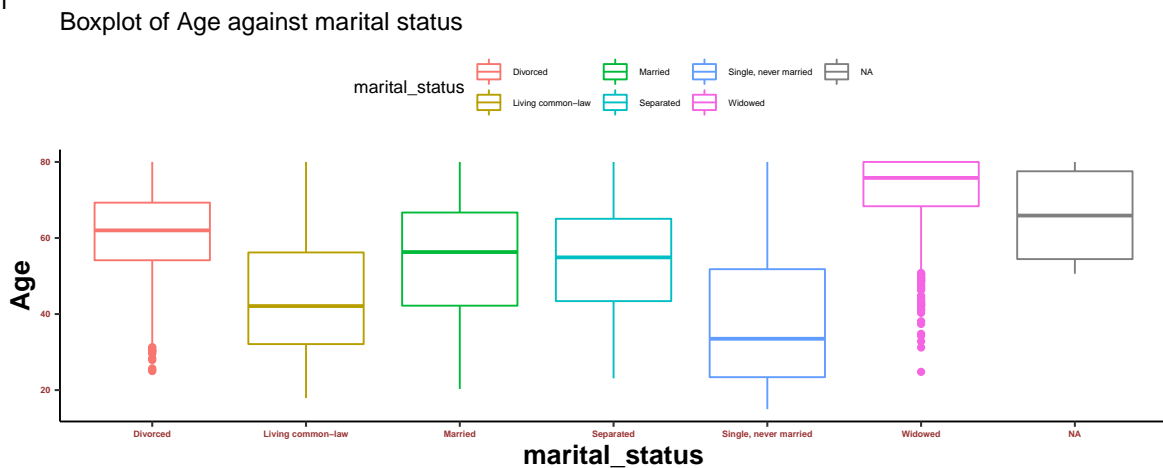 Boxplot of Age against marital status
marital_status
Divorced
Married
Single, never married
NA
Living common−law
Separated
Widowed
Age
80
60
40
20
Divorced
Living common−law
Married
Separated
Single, never married
Widowed
NA
marital_status